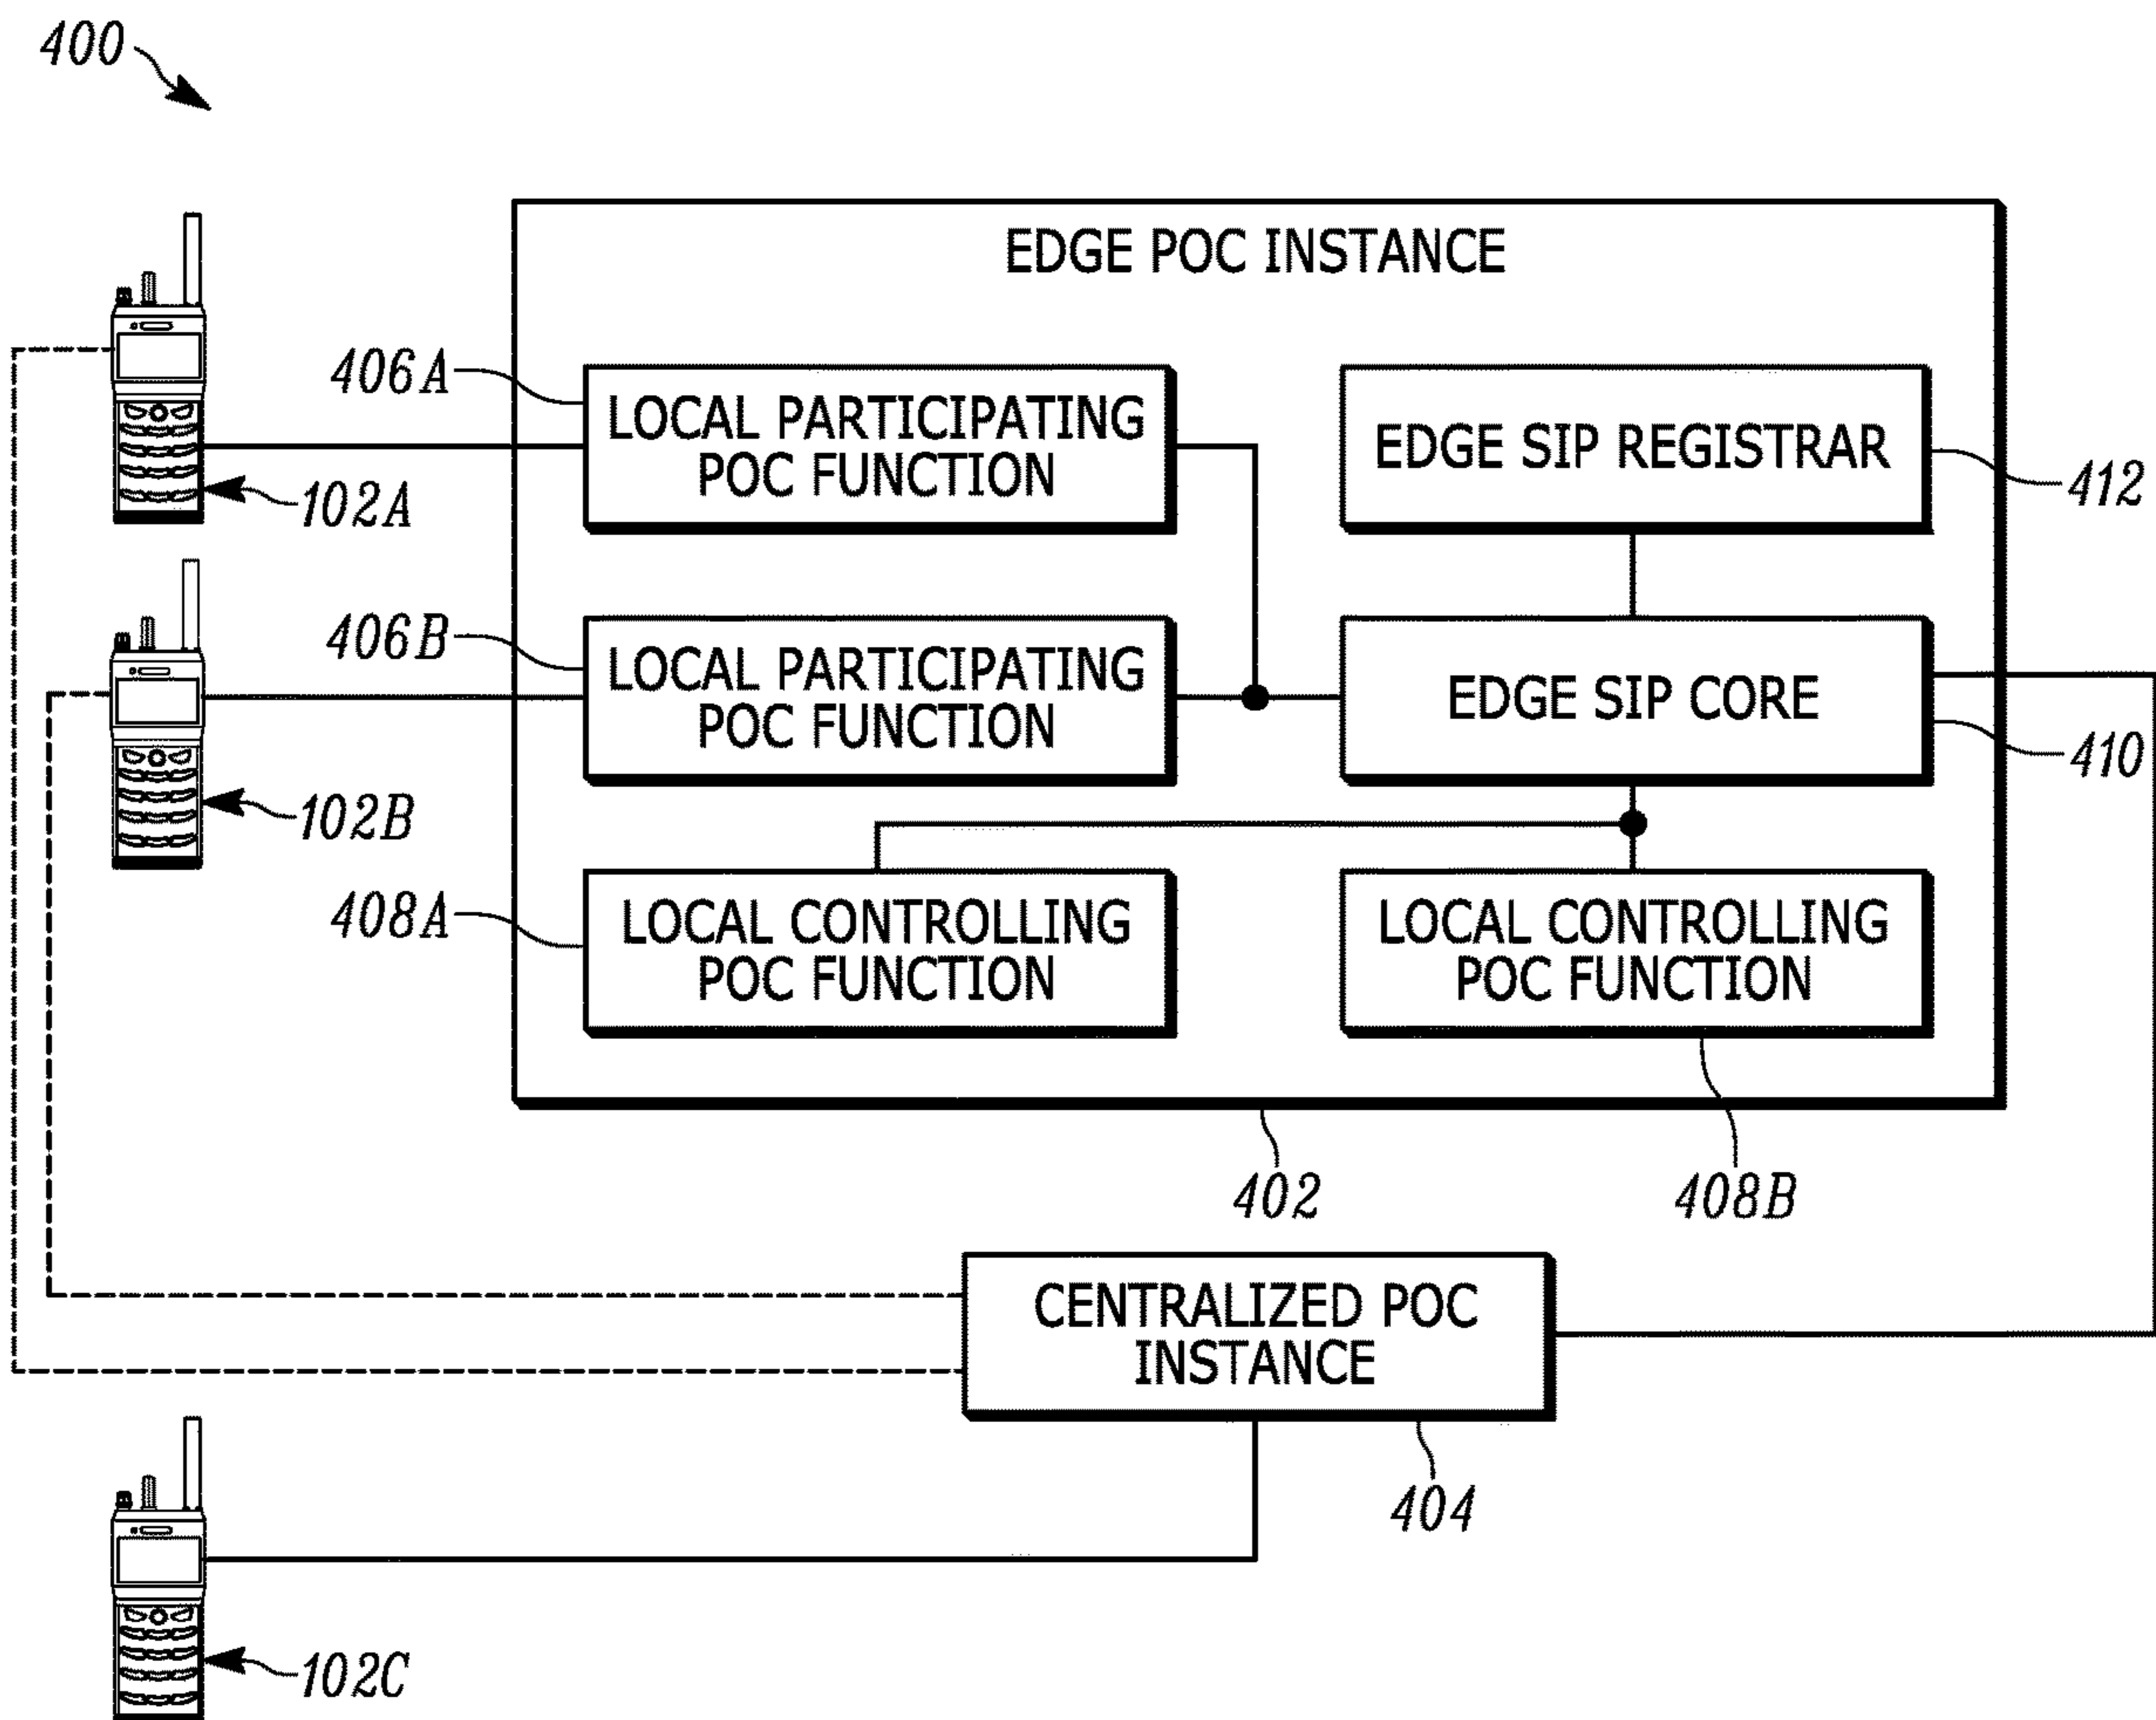 400
EDGE POC INSTANCE
406A
LOCAL PARTICIPATING
POC FUNCTION
EDGE SIP REGISTRAR
412
102A
406B
LOCAL PARTICIPATING
POC FUNCTION
EDGE SIP CORE
410
102B
408A
LOCAL CONTROLLING
POC FUNCTION
LOCAL CONTROLLING
POC FUNCTION
402
408B
CENTRALIZED POC
INSTANCE
404
102C